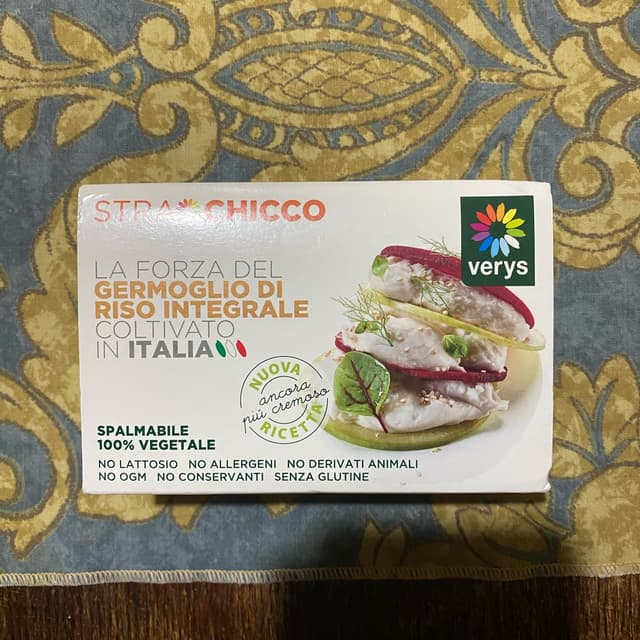 STRA CHICCO
verys
LA FORZA DEL
GERMOGLIO DI
RISO INTEGRALE
COLTIVATO
IN ITALIA
NUOVA
ancora
più cremoso
RICETTA
SPALMABILE
100% VEGETALE
NO LATTOSIO NO ALLERGENI NO DERIVATI ANIMALI
NO OGM NO CONSERVANTI SENZA GLUTINE